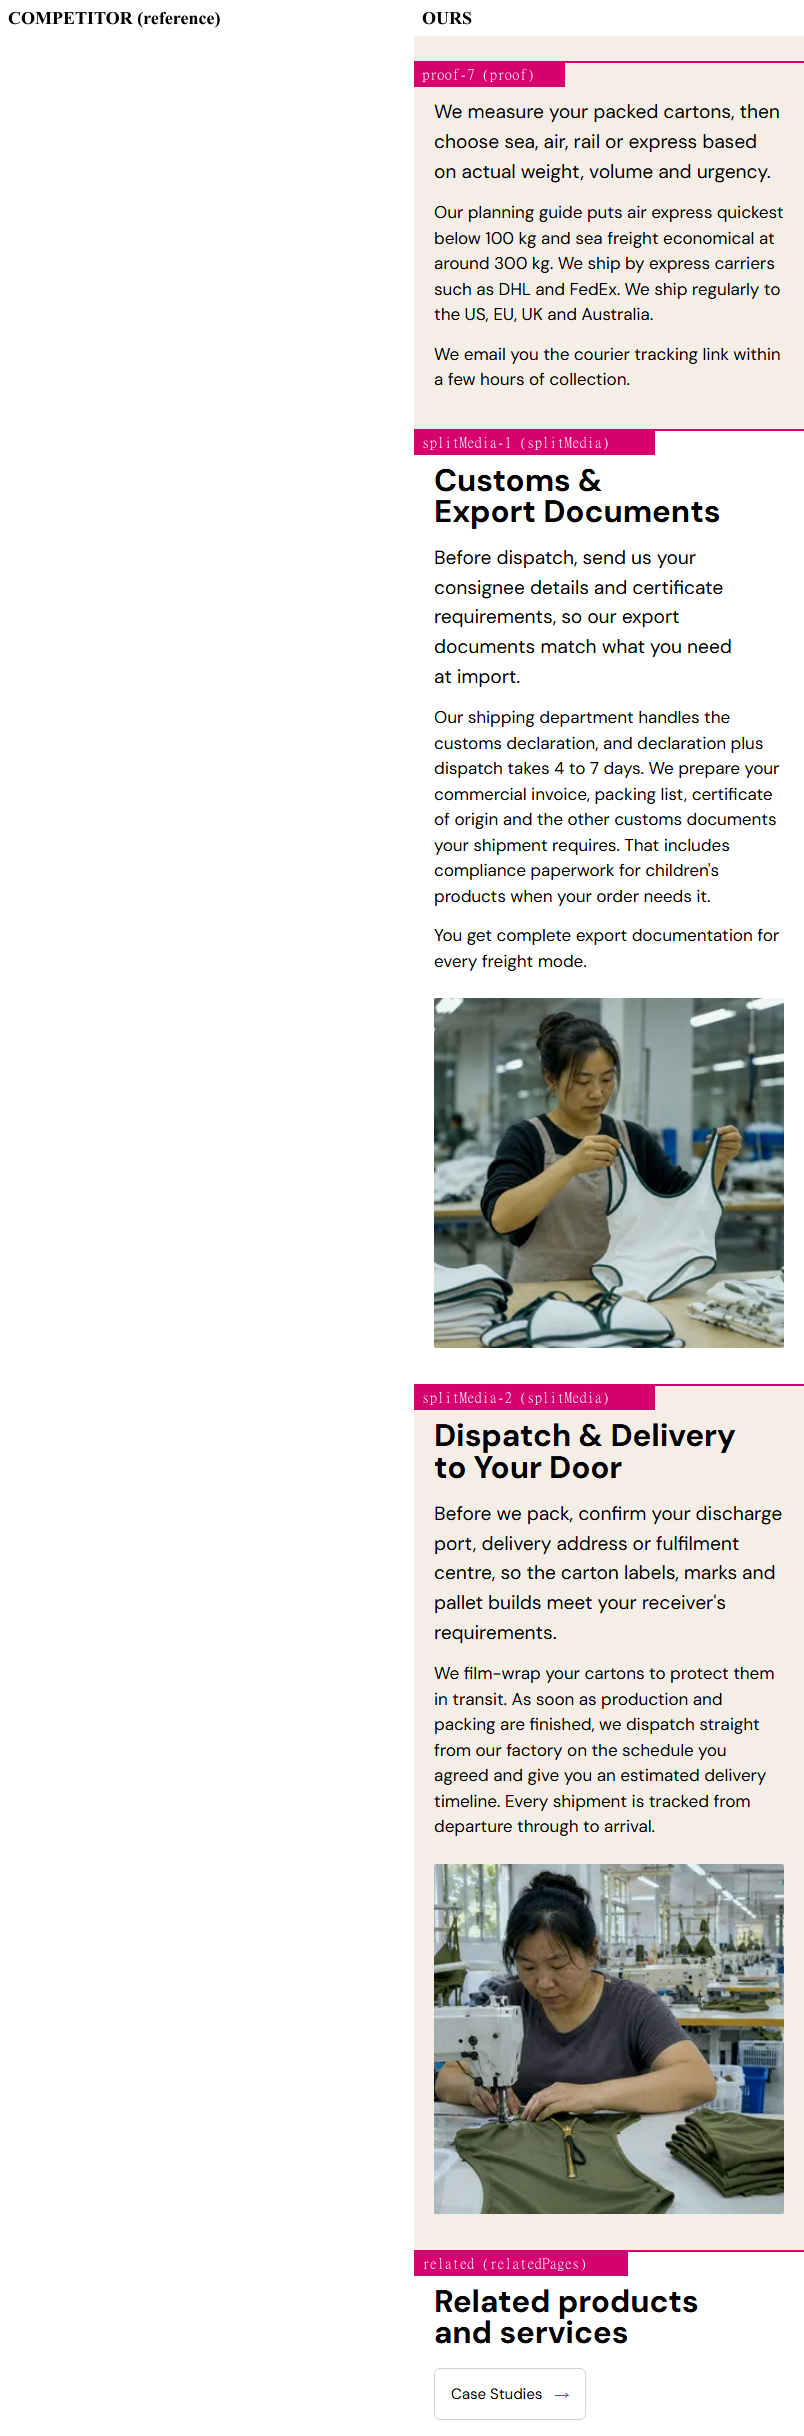 COMPETITOR (reference)
OURS
proof-7 (proof)
We measure your packed cartons, then
choose sea, air, rail or express based
on actual weight, volume and urgency.
Our planning guide puts air express quickest
below 100 kg and sea freight economical at
around 300 kg. We ship by express carriers
such as DHL and FedEx. We ship regularly to
the US, EU, UK and Australia.
We email you the courier tracking link within
a few hours of collection.
splitMedia-1 (splitMedia)
Customs &
Export Documents
Before dispatch, send us your
consignee details and certificate
requirements, so our export
documents match what you need
at import.
Our shipping department handles the
customs declaration, and declaration plus
dispatch takes 4 to 7 days. We prepare your
commercial invoice, packing list, certificate
of origin and the other customs documents
your shipment requires. That includes
compliance paperwork for children's
products when your order needs it.
You get complete export documentation for
every freight mode.
splitMedia-2 (splitMedia)
Dispatch & Delivery
to Your Door
Before we pack, confirm your discharge
port, delivery address or fulfilment
centre, so the carton labels, marks and
pallet builds meet your receiver's
requirements.
We film-wrap your cartons to protect them
in transit. As soon as production and
packing are finished, we dispatch straight
from our factory on the schedule you
agreed and give you an estimated delivery
timeline. Every shipment is tracked from
departure through to arrival.
related (relatedPages)
Related products
and services
Case Studies →